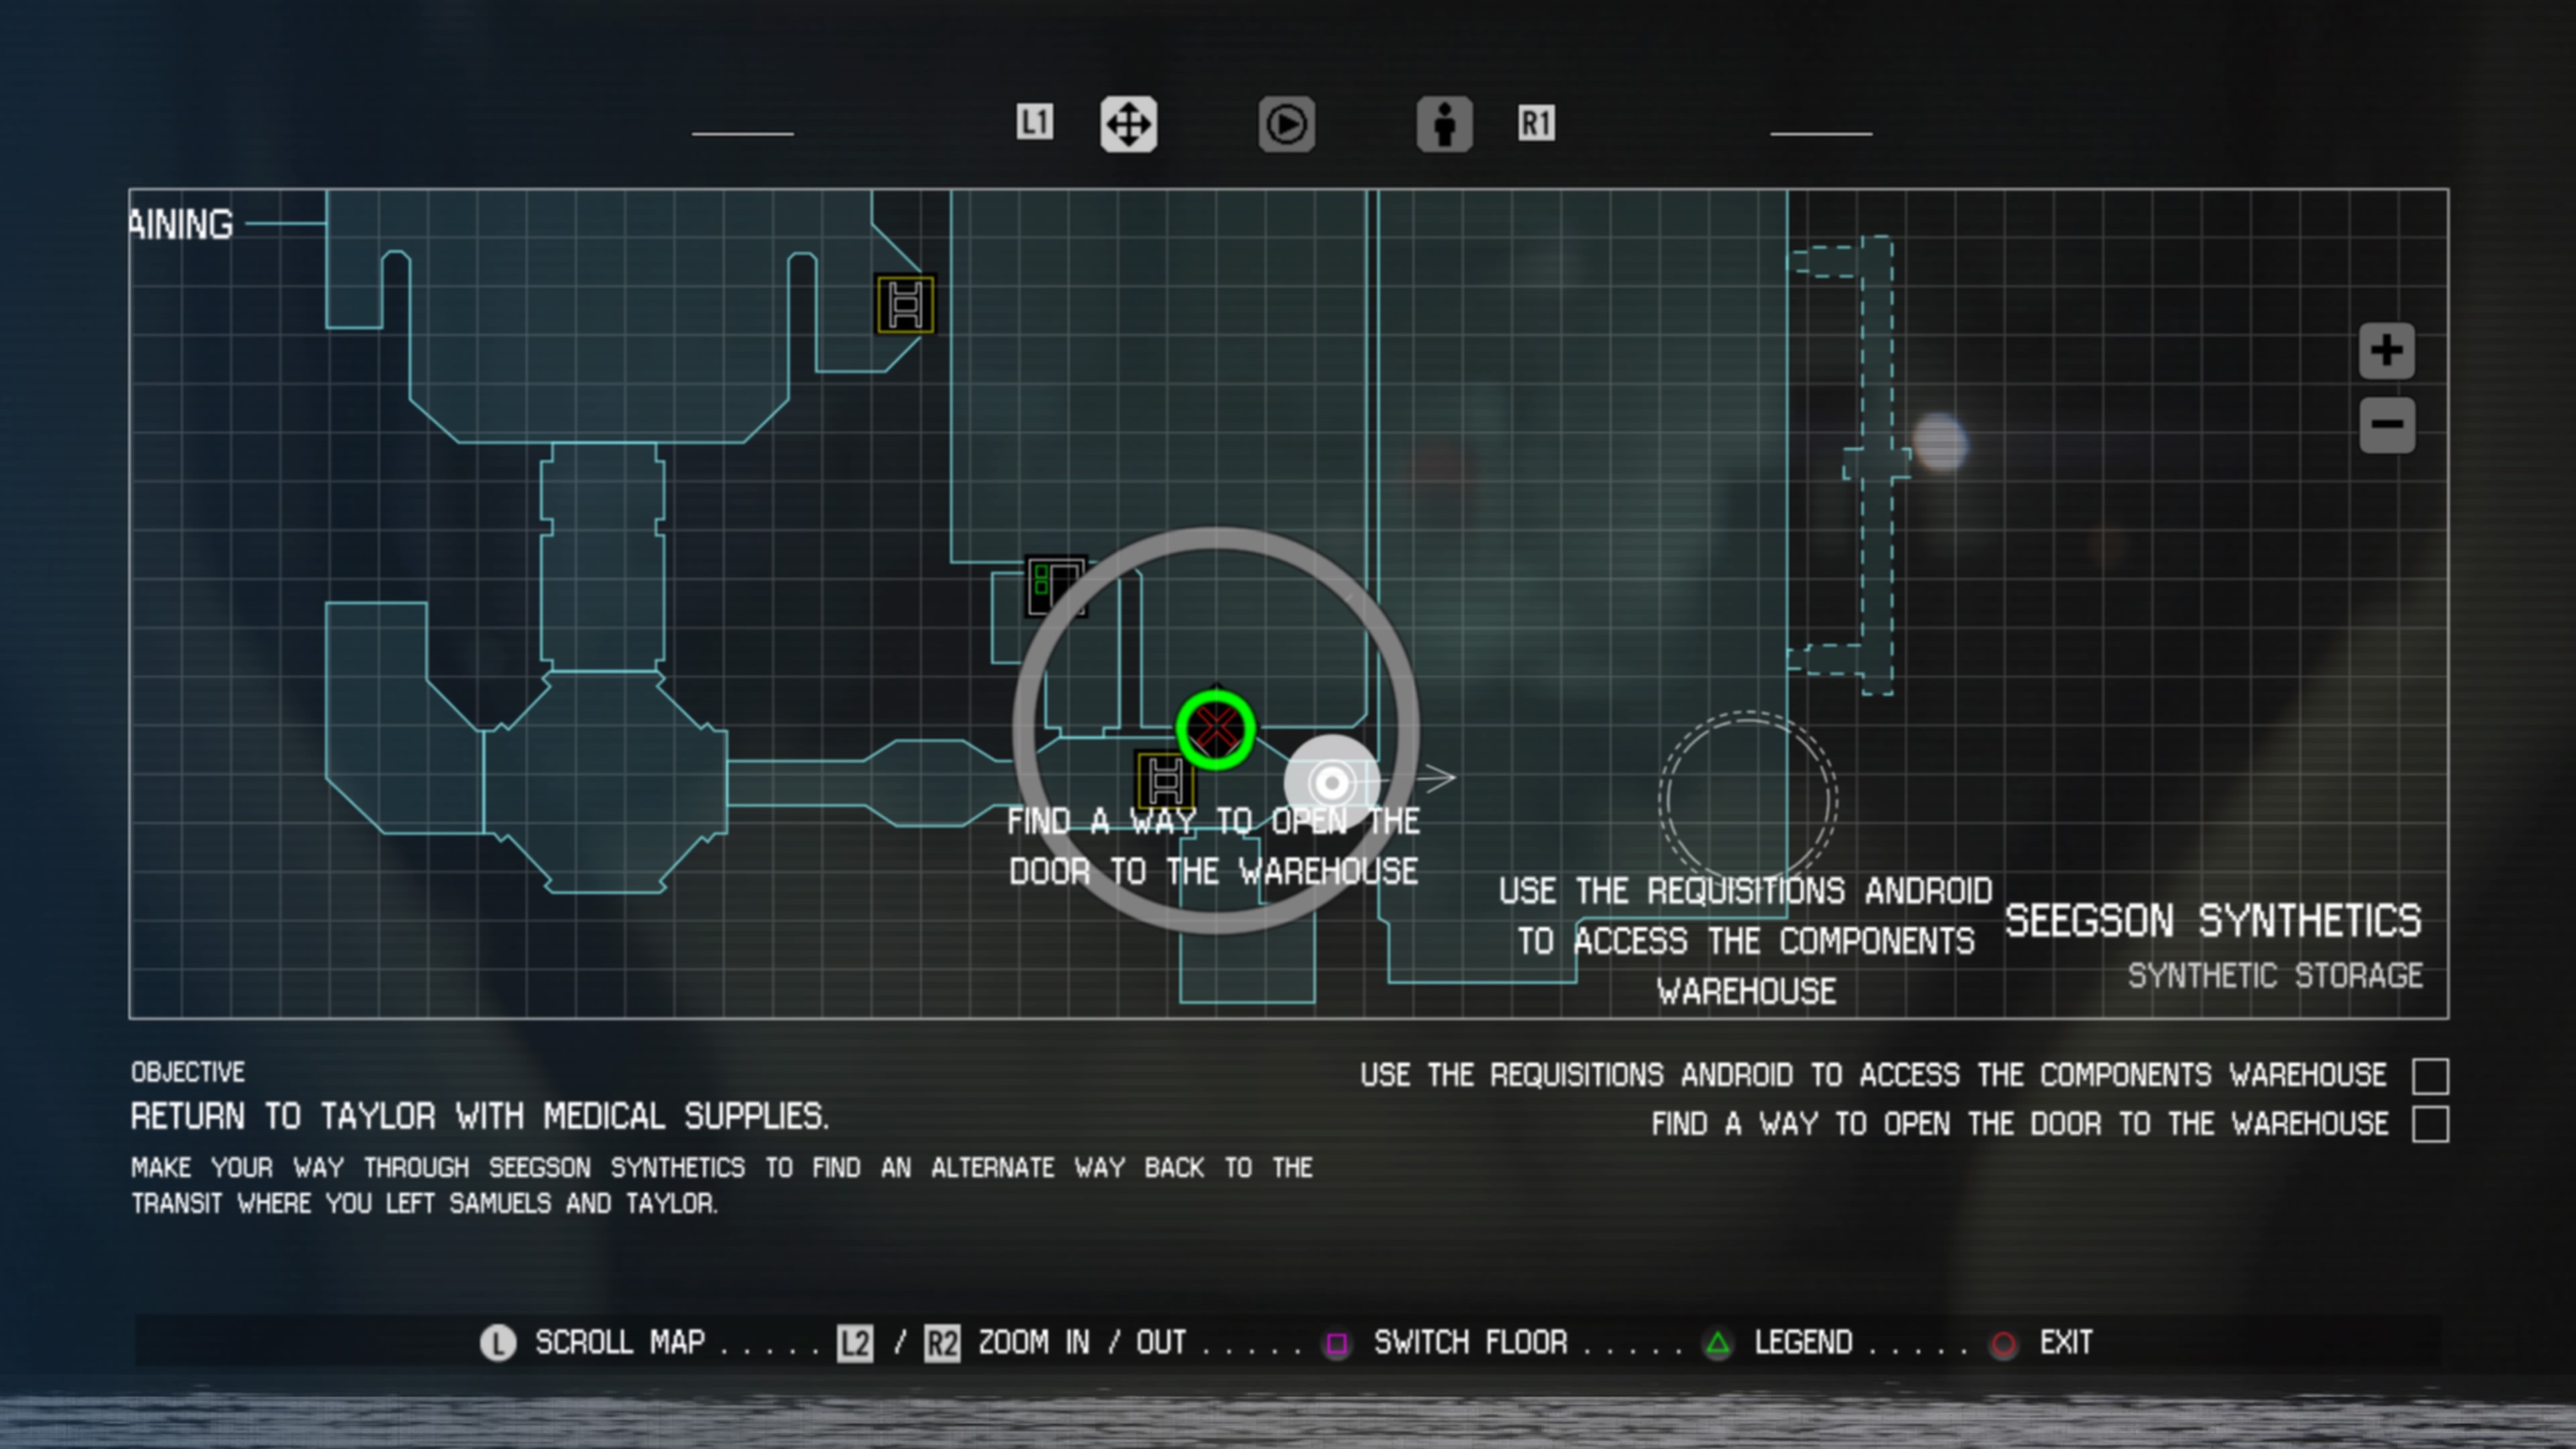 L1
R1
AINING
FIND A WAY TO OPEN THE
DOOR TO THE WAREHOUSE
USE THE REQUISITIONS ANDROID
TO ACCESS THE COMPONENTS
WAREHOUSE
SEEGSON SYNTHETICS
SYNTHETIC STORAGE
OBJECTIVE
RETURN TO TAYLOR WITH MEDICAL SUPPLIES.
MAKE YOUR WAY THROUGH SEEGSON SYNTHETICS TO FIND AN ALTERNATE WAY BACK TO THE
TRANSIT WHERE YOU LEFT SAMUELS AND TAYLOR.
USE THE REQUISITIONS ANDROID TO ACCESS THE COMPONENTS WAREHOUSE
FIND A WAY TO OPEN THE DOOR TO THE WAREHOUSE
L SCROLL MAP ..... L2 / R2 ZOOM IN / OUT ..... SWITCH FLOOR ..... LEGEND ..... EXIT